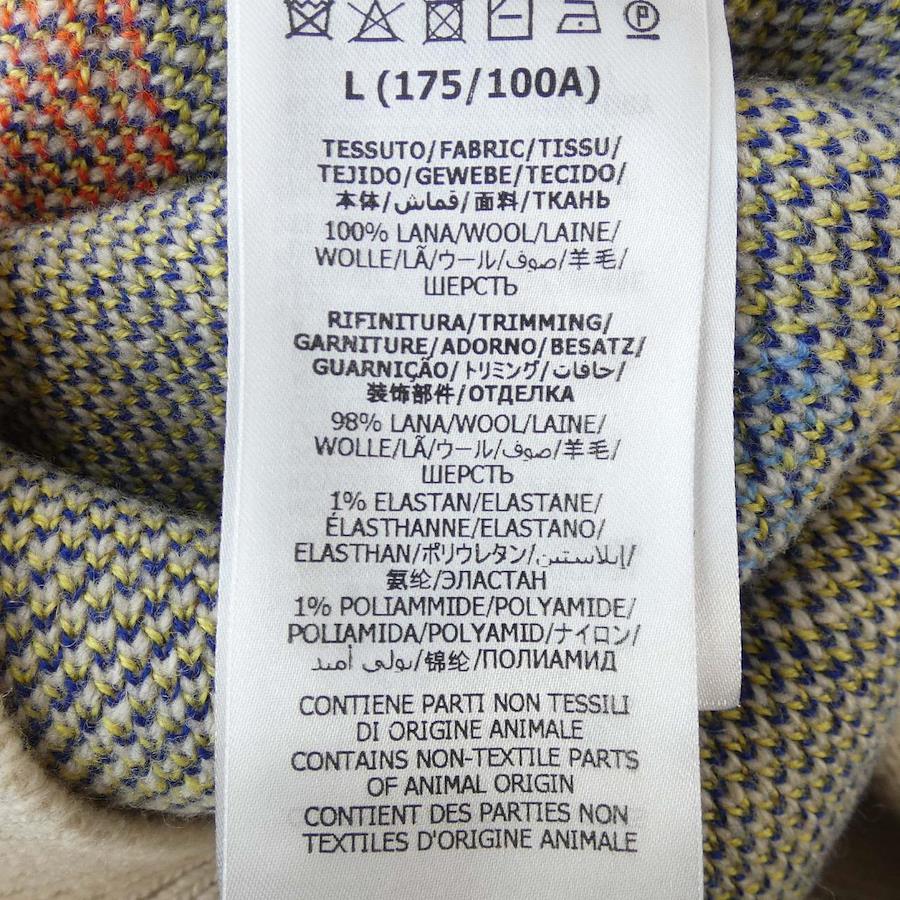 P
L (175/100A)
TESSUTO/FABRIC/TISSU/
TEJIDO/GEWEBE/TECIDO/
本体/قماش/面料/ТКАНЬ
100% LANA/WOOL/LAINE/
WOLLE/LÃ/ウール/صوف/羊毛/
ШЕРСТЬ
RIFINITURA/TRIMMING/
GARNITURE/ADORNO/BESATZ/
GUARNIÇÃO/トリミング/حافات/
装饰部件/ОТДЕЛКА
98% LANA/WOOL/LAINE/
WOLLE/LÃ/ウール/صوف/羊毛/
ШЕРСТЬ
1% ELASTAN/ELASTANE/
ÉLASTHANNE/ELASTANO/
ELASTHAN/ポリウレタン/إيلاستين/
氨纶/ЭЛАСТАН
1% POLIAMMIDE/POLYAMIDE/
POLIAMIDA/POLYAMID/ナイロン/
بولي أميد/锦纶/ПОЛИАМИД
CONTIENE PARTI NON TESSILI
DI ORIGINE ANIMALE
CONTAINS NON-TEXTILE PARTS
OF ANIMAL ORIGIN
CONTIENT DES PARTIES NON
TEXTILES D'ORIGINE ANIMALE